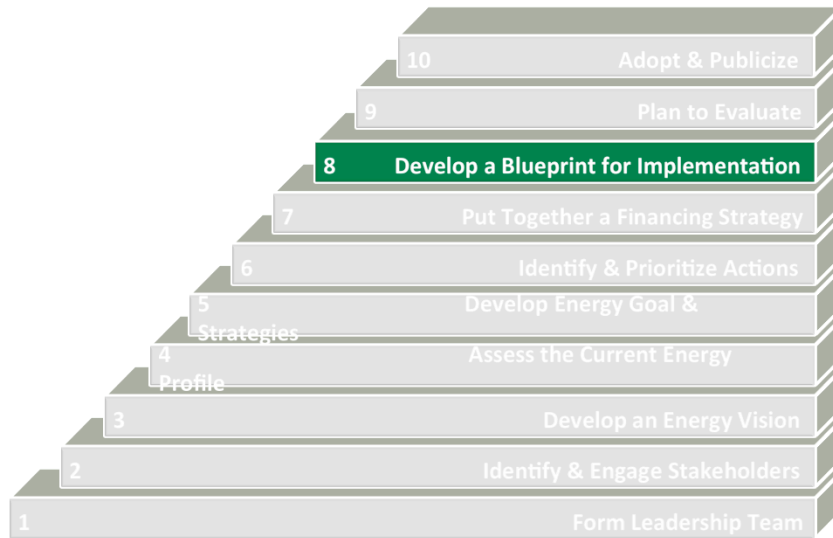 10 Adopt & Publicize
9 Plan to Evaluate
8 Develop a Blueprint for Implementation
7 Put Together a Financing Strategy
6 Identify & Prioritize Actions
5 Develop Energy Goal &
Strategies
4 Assess the Current Energy
Profile
3 Develop an Energy Vision
2 Identify & Engage Stakeholders
1 Form Leadership Team